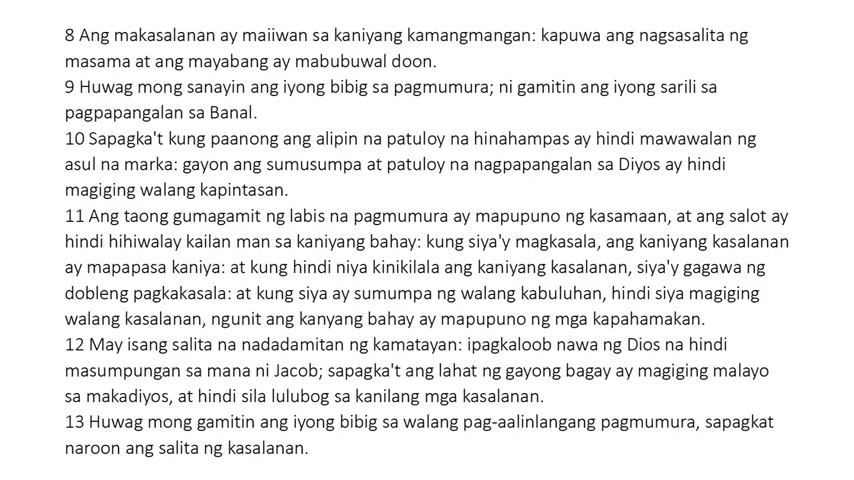 8 Ang makasalanan ay maiiwan sa kaniyang kamangmangan: kapuwa ang nagsasalita ng
masama at ang mayabang ay mabubuwal doon.
9 Huwag mong sanayin ang iyong bibig sa pagmumura; ni gamitin ang iyong sarili sa
pagpapangalan sa Banal.
10 Sapagka't kung paanong ang alipin na patuloy na hinahampas ay hindi mawawalan ng
asul na marka: gayon ang sumusumpa at patuloy na nagpapangalan sa Diyos ay hindi
magiging walang kapintasan.
11 Ang taong gumagamit ng labis na pagmumura ay mapupuno ng kasamaan, at ang salot ay
hindi hihiwalay kailan man sa kaniyang bahay: kung siya'y magkasala, ang kaniyang kasalanan
ay mapapasa kaniya: at kung hindi niya kinikilala ang kaniyang kasalanan, siya'y gagawa ng
dobleng pagkakasala: at kung siya ay sumumpa ng walang kabuluhan, hindi siya magiging
walang kasalanan, ngunit ang kanyang bahay ay mapupuno ng mga kapahamakan.
12 May isang salita na nadadamitan ng kamatayan: ipagkaloob nawa ng Dios na hindi
masumpungan sa mana ni Jacob; sapagka't ang lahat ng gayong bagay ay magiging malayo
sa makadiyos, at hindi sila lulubog sa kanilang mga kasalanan.
13 Huwag mong gamitin ang iyong bibig sa walang pag-aalinlangang pagmumura, sapagkat
naroon ang salita ng kasalanan.